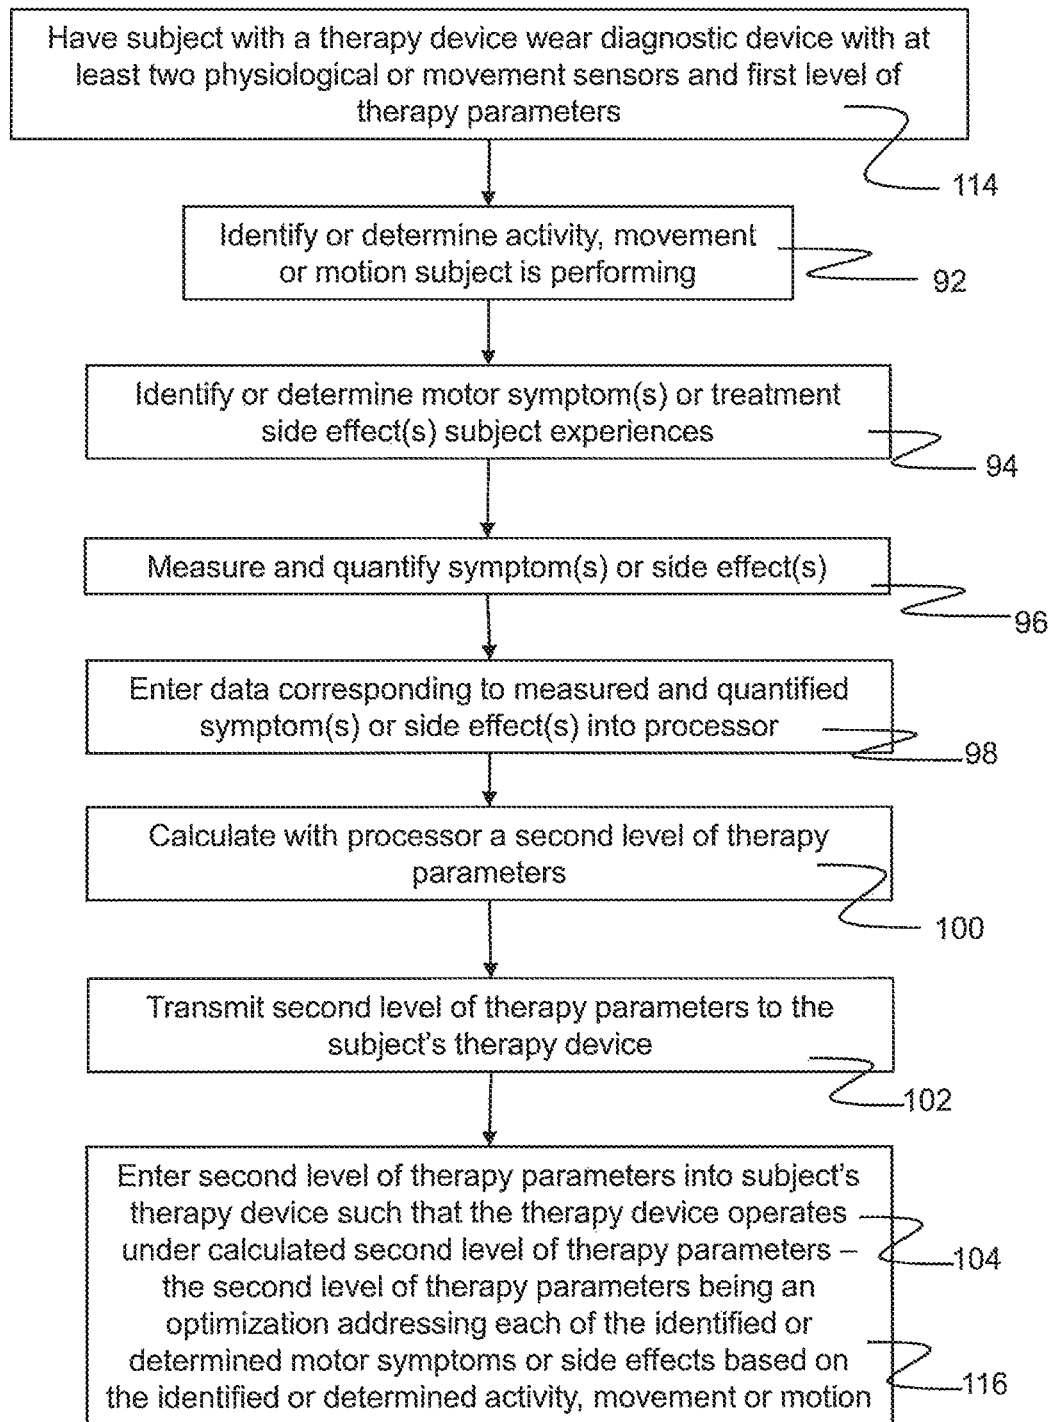 Have subject with a therapy device wear diagnostic device with at
least two physiological or movement sensors and first level of
therapy parameters
114
Identify or determine activity, movement
or motion subject is performing
92
Identify or determine motor symptom(s) or treatment
side effect(s) subject experiences
94
Measure and quantify symptom(s) or side effect(s)
96
Enter data corresponding to measured and quantified
symptom(s) or side effect(s) into processor
98
Calculate with processor a second level of therapy
parameters
100
Transmit second level of therapy parameters to the
subject's therapy device
102
Enter second level of therapy parameters into subject's
therapy device such that the therapy device operates
under calculated second level of therapy parameters –
the second level of therapy parameters being an
optimization addressing each of the identified or
determined motor symptoms or side effects based on
the identified or determined activity, movement or motion
104
116